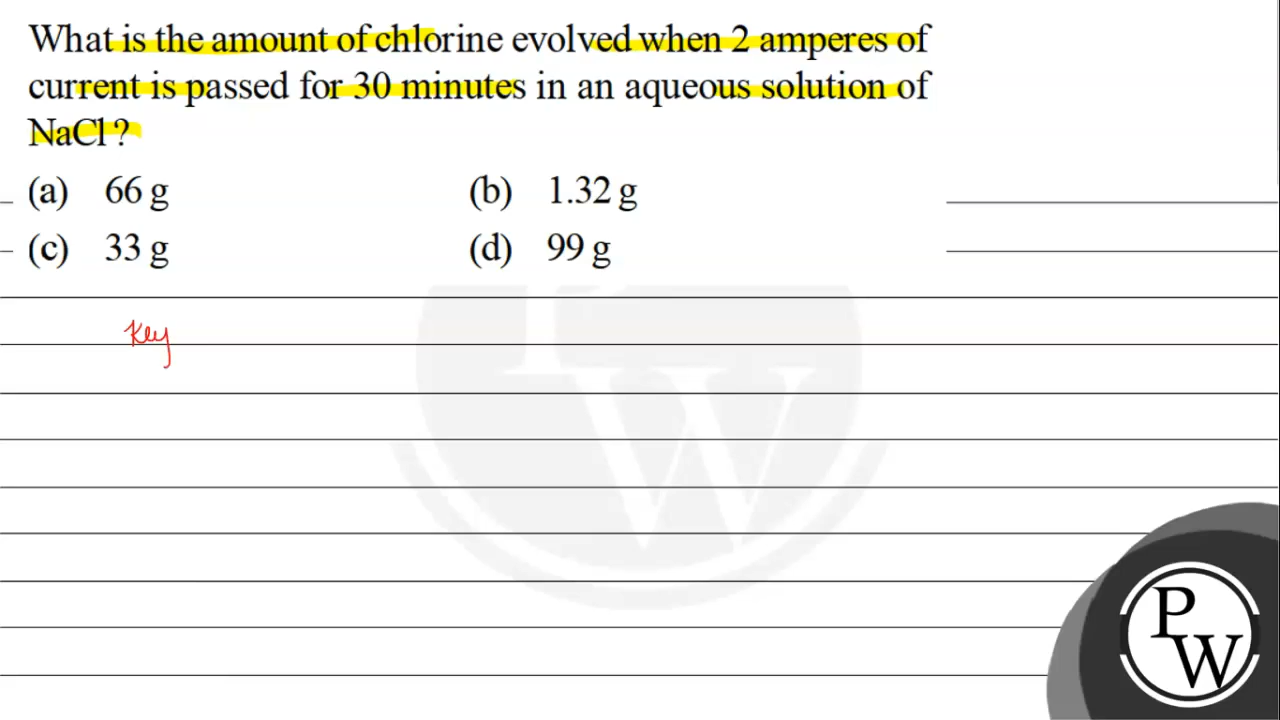 What is the amount of chlorine evolved when 2 amperes of
current is passed for 30 minutes in an aqueous solution of
NaCl ?
(a) 66 g (b) 1.32 g
(c) 33 g (d) 99 g
Key
PW
PW